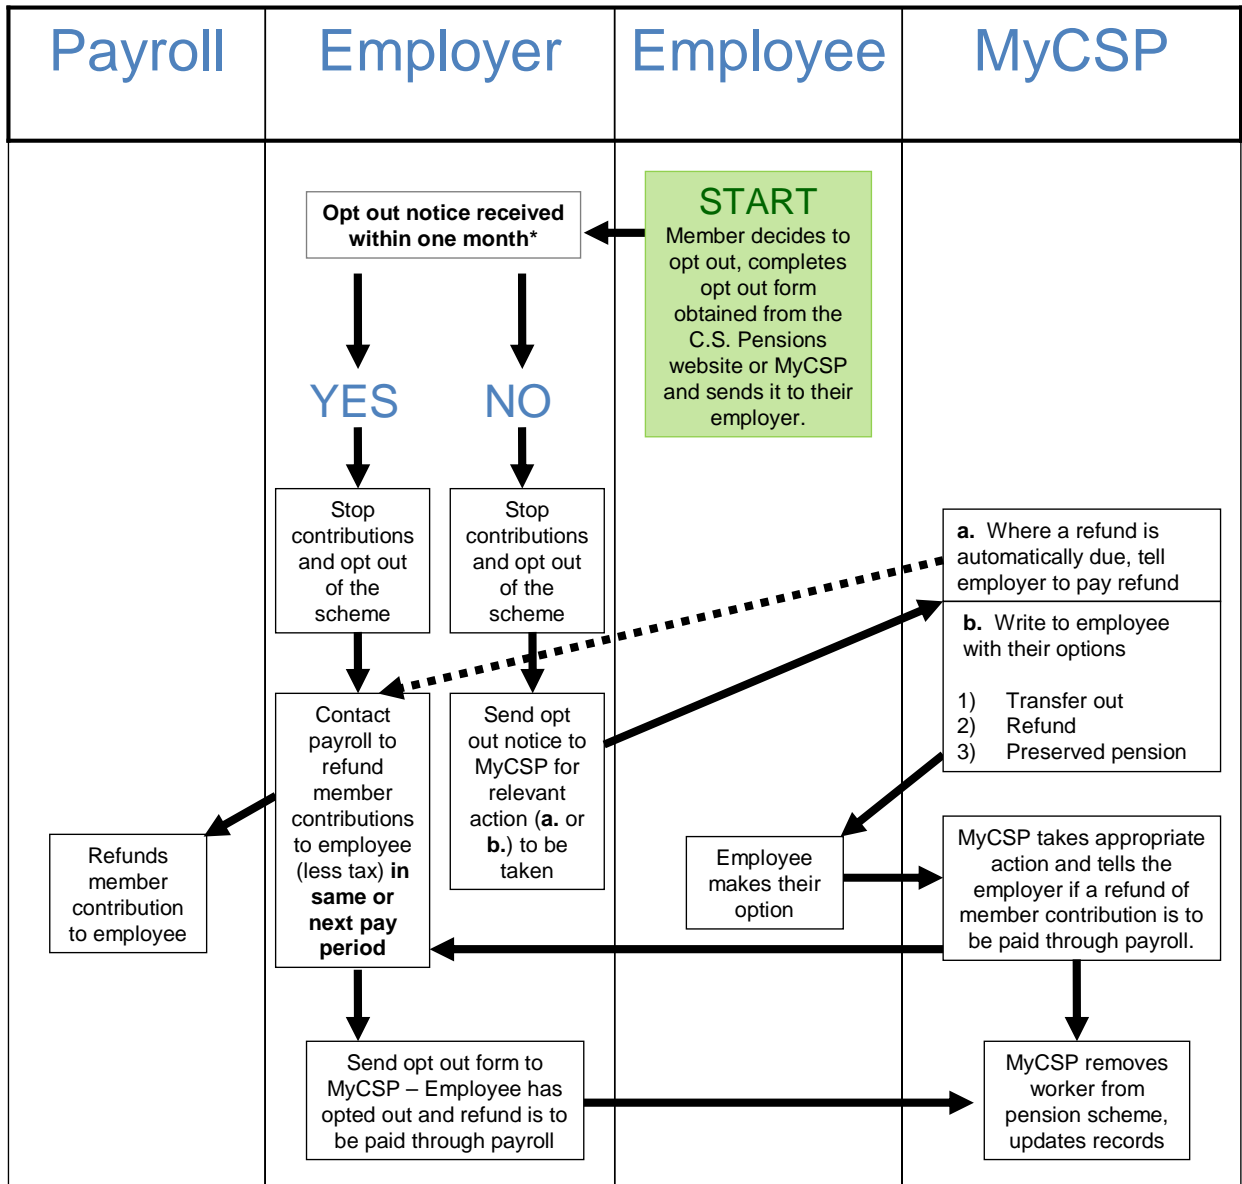 Payroll
Employer
Employee
MyCSP
START
Member decides to
opt out, completes
opt out form
obtained from the
C.S. Pensions
website or MyCSP
and sends it to their
employer.
Opt out notice received
within one month*
YES
NO
Stop
contributions
and opt out
of the
scheme
Stop
contributions
and opt out
of the
scheme
a. Where a refund is
automatically due, tell
employer to pay refund
b. Write to employee
with their options
1) Transfer out
2) Refund
3) Preserved pension
Contact
payroll to
refund
member
contributions
to employee
(less tax) in
same or
next pay
period
Send opt
out notice to
MyCSP for
relevant
action (a. or
b.) to be
taken
Refunds
member
contribution
to employee
Employee
makes their
option
MyCSP takes appropriate
action and tells the
employer if a refund of
member contribution is to
be paid through payroll.
Send opt out form to
MyCSP – Employee has
opted out and refund is to
be paid through payroll
MyCSP removes
worker from
pension scheme,
updates records